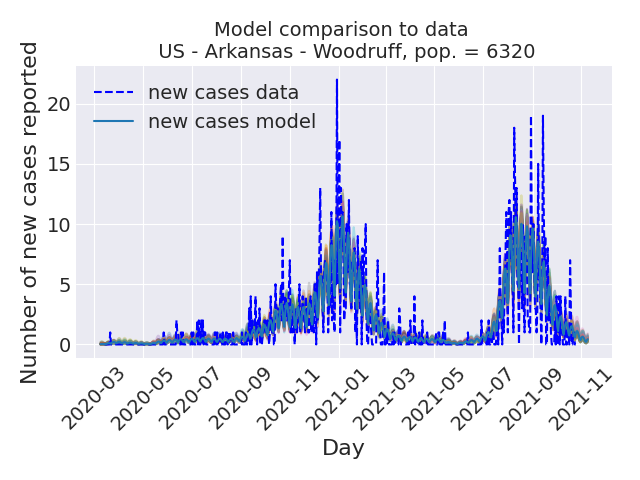 Model comparison to data
US - Arkansas - Woodruff, pop. = 6320
Number of new cases reported
20
15
10
5
0
new cases data
new cases model
2020-03
2020-05
2020-07
2020-09
2020-11
2021-01
2021-03
2021-05
2021-07
2021-09
2021-11
Day